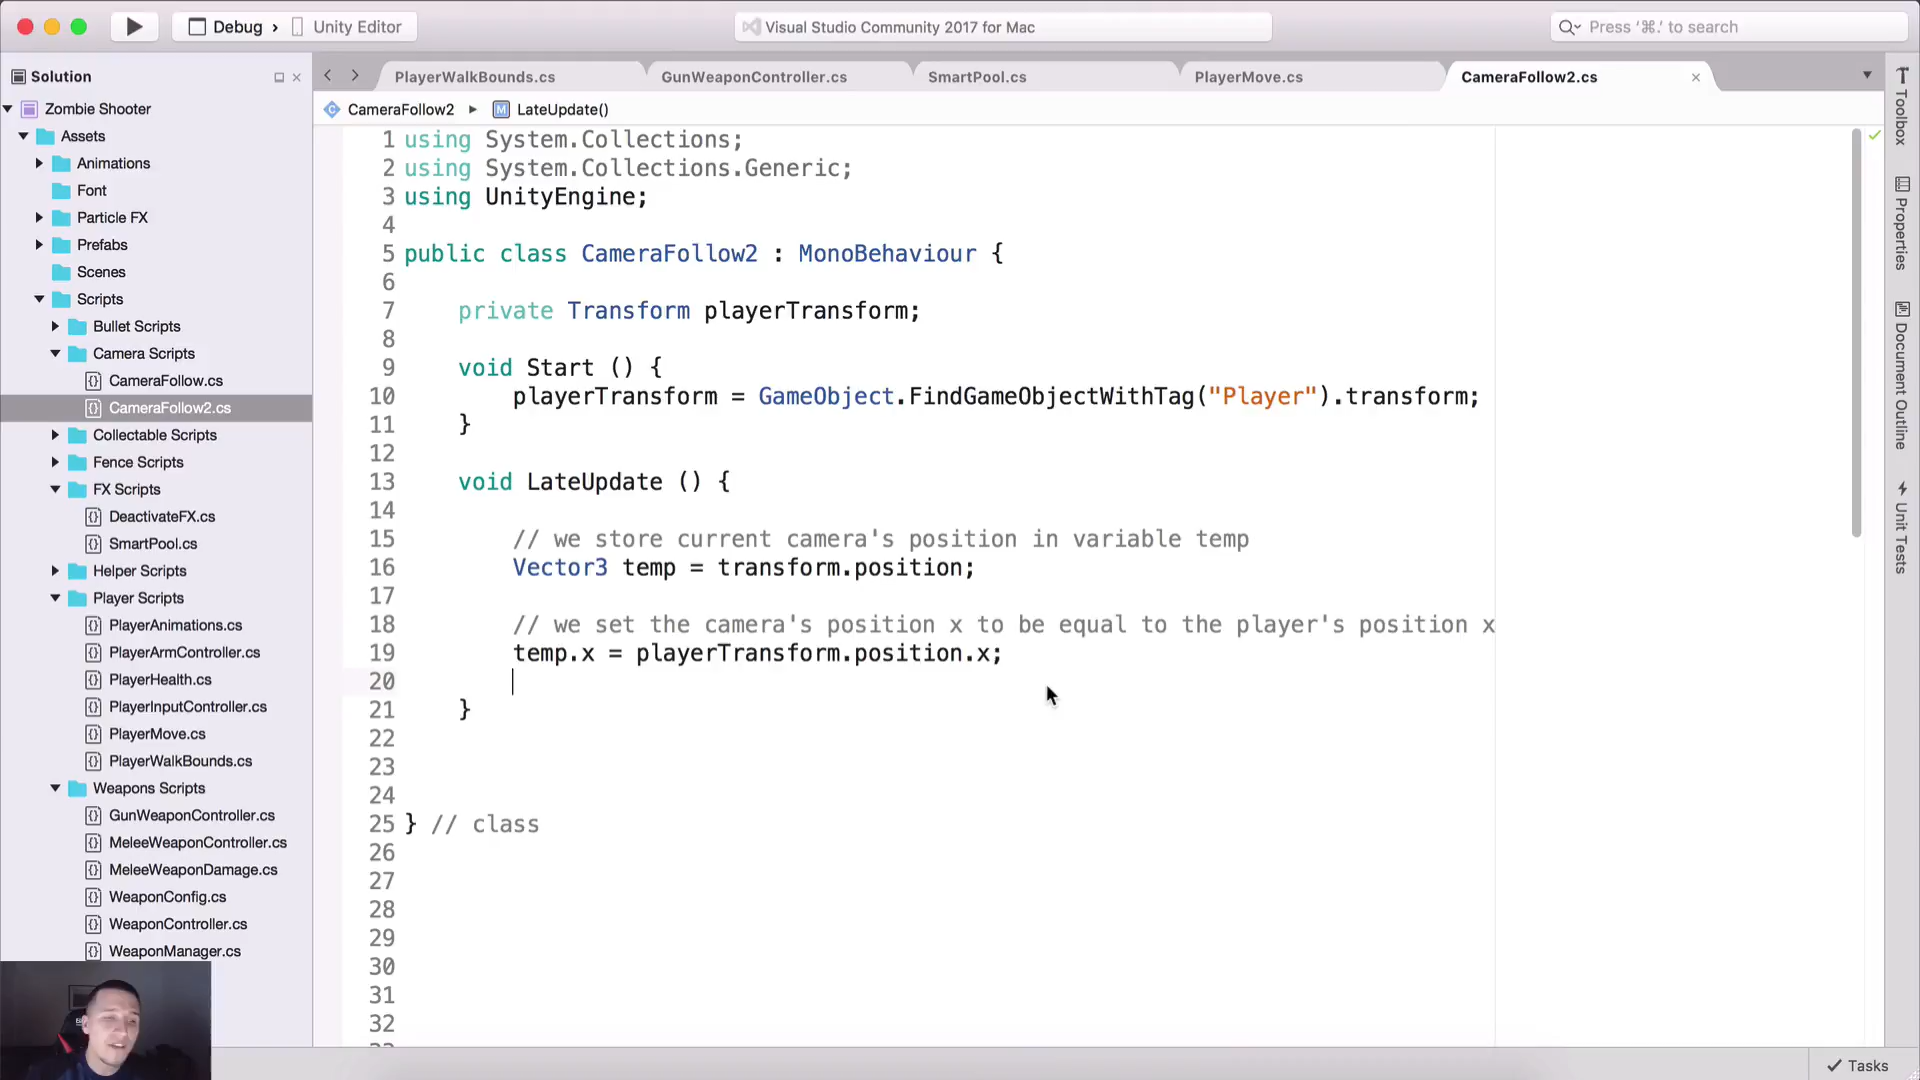 Debug
Unity Editor
Visual Studio Community 2017 for Mac
Press '⌘.' to search
Solution
PlayerWalkBounds.cs
GunWeaponController.cs
SmartPool.cs
PlayerMove.cs
CameraFollow2.cs
CameraFollow2
LateUpdate()
Zombie Shooter
Assets
Animations
Font
Particle FX
Prefabs
Scenes
Scripts
Bullet Scripts
Camera Scripts
CameraFollow.cs
CameraFollow2.cs
Collectable Scripts
Fence Scripts
FX Scripts
DeactivateFX.cs
SmartPool.cs
Helper Scripts
Player Scripts
PlayerAnimations.cs
PlayerArmController.cs
PlayerHealth.cs
PlayerInputController.cs
PlayerMove.cs
PlayerWalkBounds.cs
Weapons Scripts
GunWeaponController.cs
MeleeWeaponController.cs
MeleeWeaponDamage.cs
WeaponConfig.cs
WeaponController.cs
WeaponManager.cs
1 using System.Collections;
2 using System.Collections.Generic;
3 using UnityEngine;
4
5 public class CameraFollow2 : MonoBehaviour {
6
7 private Transform playerTransform;
8
9 void Start () {
10 playerTransform = GameObject.FindGameObjectWithTag("Player").transform;
11 }
12
13 void LateUpdate () {
14
15 // we store current camera's position in variable temp
16 Vector3 temp = transform.position;
17
18 // we set the camera's position x to be equal to the player's position x
19 temp.x = playerTransform.position.x;
20
21 }
22
23
24
25 } // class
26
27
28
29
30
31
32
Toolbox
Properties
Document Outline
Unit Tests
Tasks